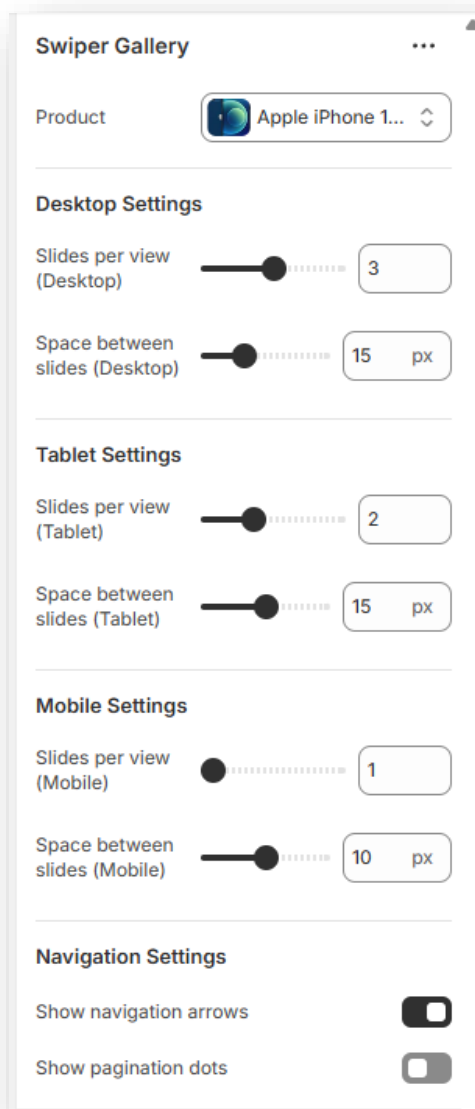 Swiper Gallery
Product
Apple iPhone 1...
Desktop Settings
Slides per view
(Desktop)
3
Space between
slides (Desktop)
15 px
Tablet Settings
Slides per view
(Tablet)
2
Space between
slides (Tablet)
15 px
Mobile Settings
Slides per view
(Mobile)
1
Space between
slides (Mobile)
10 px
Navigation Settings
Show navigation arrows
Show pagination dots